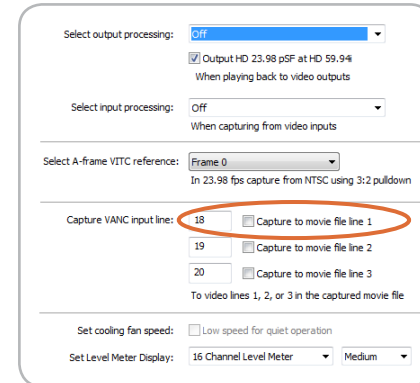 Select output processing: Off
Output HD 23.98 pSF at HD 59.94i
When playing back to video outputs
Select input processing: Off
When capturing from video inputs
Select A-frame VITC reference: Frame 0
In 23.98 fps capture from NTSC using 3:2 pulldown
Capture VANC input line: 18 Capture to movie file line 1
19 Capture to movie file line 2
20 Capture to movie file line 3
To video lines 1, 2, or 3 in the captured movie file
Set cooling fan speed: Low speed for quiet operation
Set Level Meter Display: 16 Channel Level Meter Medium